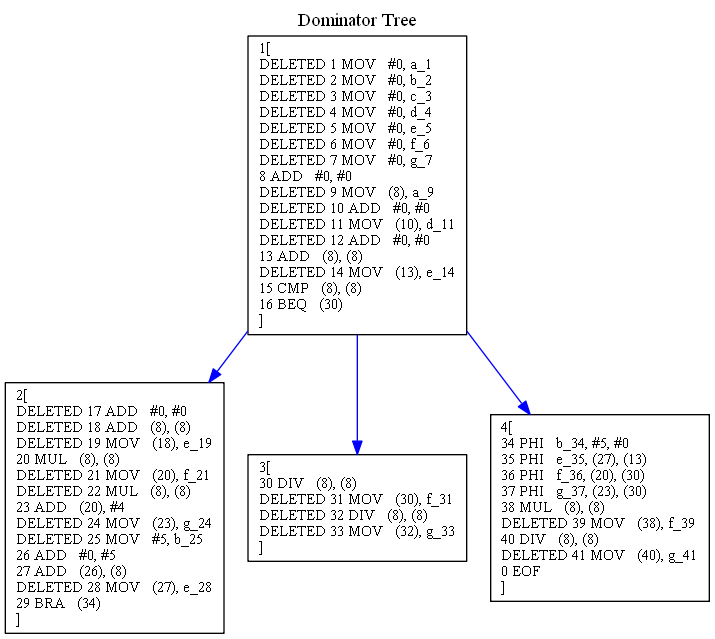 Dominator Tree
1[
DELETED 1 MOV #0, a_1
DELETED 2 MOV #0, b_2
DELETED 3 MOV #0, c_3
DELETED 4 MOV #0, d_4
DELETED 5 MOV #0, e_5
DELETED 6 MOV #0, f_6
DELETED 7 MOV #0, g_7
8 ADD #0, #0
DELETED 9 MOV (8), a_9
DELETED 10 ADD #0, #0
DELETED 11 MOV (10), d_11
DELETED 12 ADD #0, #0
13 ADD (8), (8)
DELETED 14 MOV (13), e_14
15 CMP (8), (8)
16 BEQ (30)
]
2[
DELETED 17 ADD #0, #0
DELETED 18 ADD (8), (8)
DELETED 19 MOV (18), e_19
20 MUL (8), (8)
DELETED 21 MOV (20), f_21
DELETED 22 MUL (8), (8)
23 ADD (20), #4
DELETED 24 MOV (23), g_24
DELETED 25 MOV #5, b_25
26 ADD #0, #5
27 ADD (26), (8)
DELETED 28 MOV (27), e_28
29 BRA (34)
]
3[
30 DIV (8), (8)
DELETED 31 MOV (30), f_31
DELETED 32 DIV (8), (8)
DELETED 33 MOV (32), g_33
]
4[
34 PHI b_34, #5, #0
35 PHI e_35, (27), (13)
36 PHI f_36, (20), (30)
37 PHI g_37, (23), (30)
38 MUL (8), (8)
DELETED 39 MOV (38), f_39
40 DIV (8), (8)
DELETED 41 MOV (40), g_41
0 EOF
]